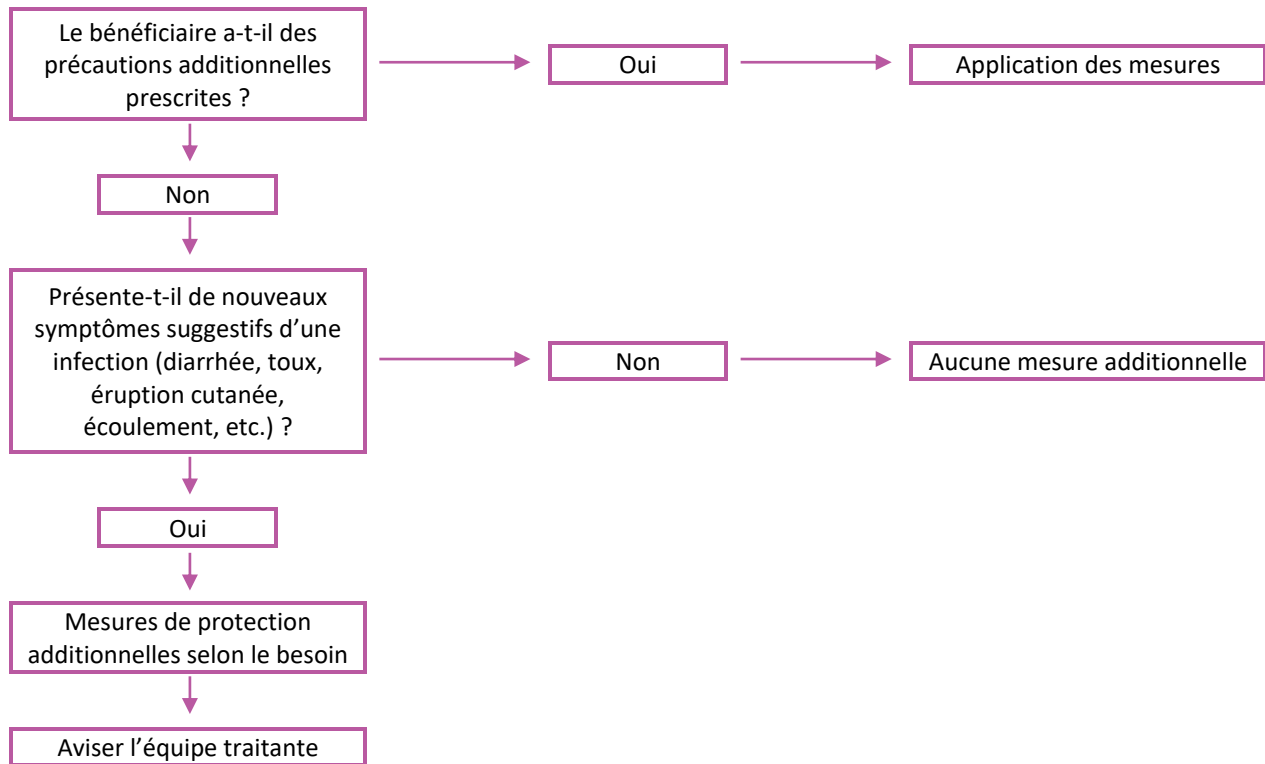 Le bénéficiaire a-t-il des
précautions additionnelles
prescrites ?
Oui
Application des mesures
Non
Présente-t-il de nouveaux
symptômes suggestifs d’une
infection (diarrhée, toux,
éruption cutanée,
écoulement, etc.) ?
Non
Aucune mesure additionnelle
Oui
Mesures de protection
additionnelles selon le besoin
Aviser l’équipe traitante